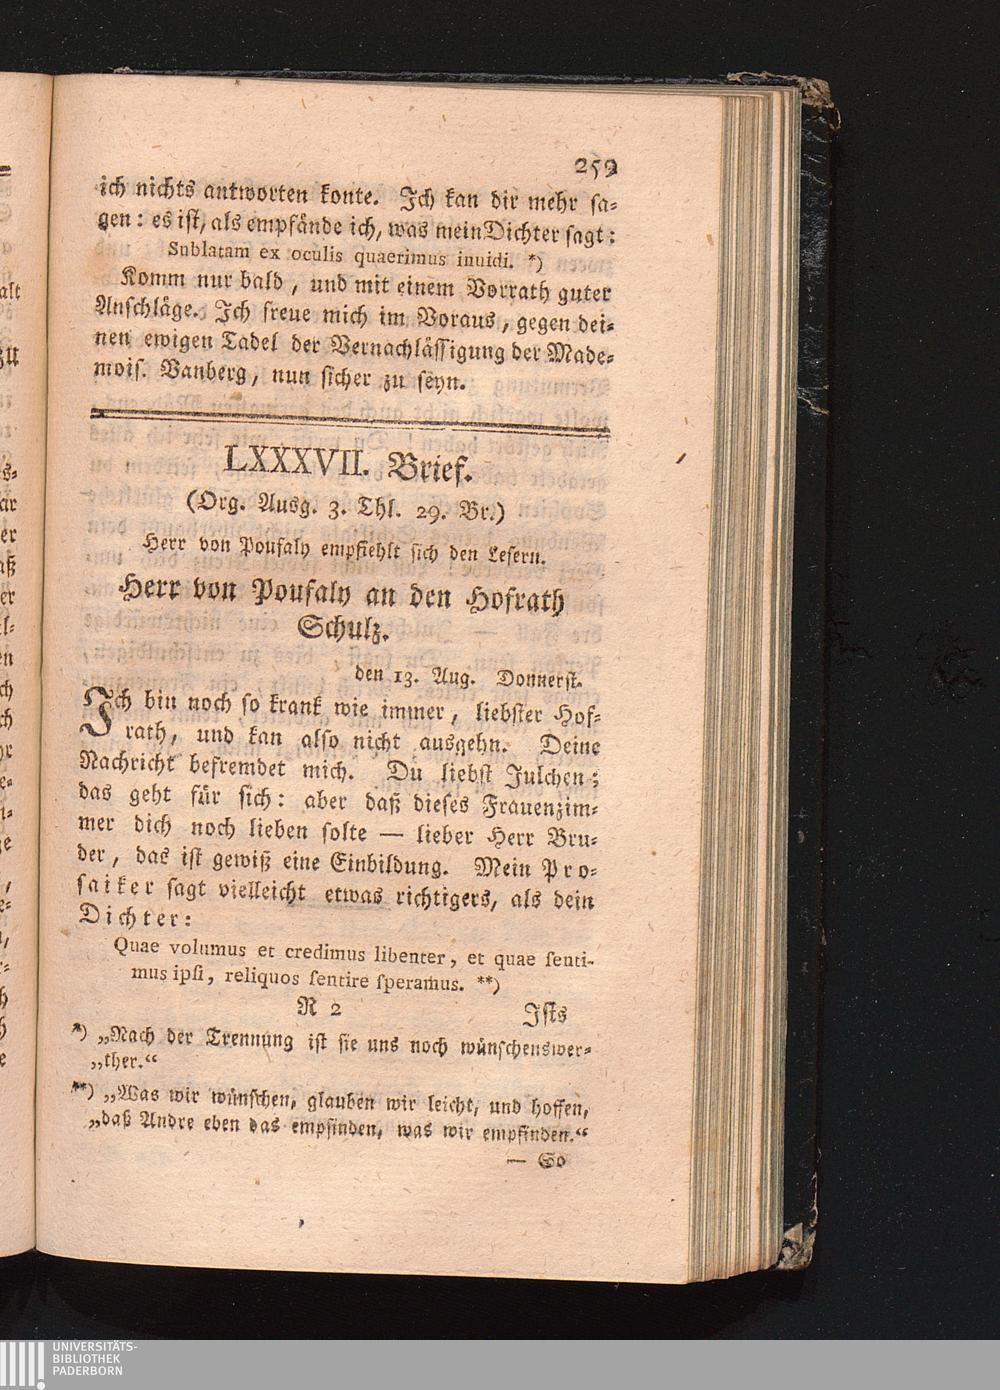 259
ich nichts antworten konte. Ich kan dir mehr sa-
gen: es ist, als empfände ich, was mein Dichter sagt:
Sublatam ex oculis quaerimus inuidi. *)
Komm nur bald, und mit einem Vorrath guter
Anschläge. Ich freue mich im Voraus, gegen dei-
nen ewigen Tadel der Vernachlässigung der Made-
mois. Vanberg, nun sicher zu seyn.
LXXXVII. Brief.
(Org. Ausg. 3. Thl. 29. Br.)
Herr von Poufaly empfiehlt sich den Lesern.
Herr von Poufaly an den Hofrath
Schulz.
den 13. Aug. Donnerst.
Ich bin noch so krank wie immer, liebster Hof-
rath, und kan also nicht ausgehn. Deine
Nachricht befremdet mich. Du liebst Julchen;
das geht für sich: aber daß dieses Frauenzim-
mer dich noch lieben solte — lieber Herr Bru-
der, das ist gewiß eine Einbildung. Mein Pro-
saiker sagt vielleicht etwas richtigers, als dein
Dichter:
Quae volumus et credimus libenter, et quae senti-
mus ipsi, reliquos sentire speramus. **)
R 2
Ists
*) „Nach der Trennung ist sie uns noch wünschenswer-
„ther.“
**) „Was wir wünschen, glauben wir leicht, und hoffen,
„daß Andre eben das empfinden, was wir empfinden.“
— So
UNIVERSITÄTS-
BIBLIOTHEK
PADERBORN